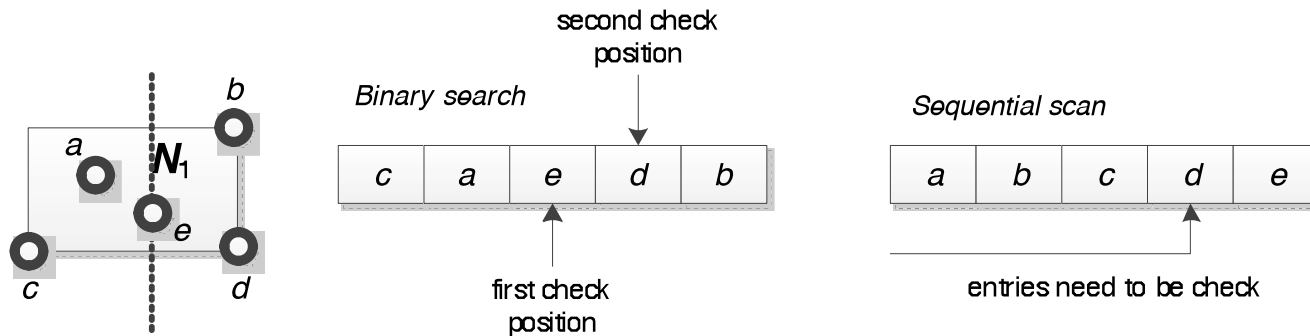 b
a
N1
e
c
d
Binary search
second check
position
c a e d b
first check
position
Sequential scan
a b c d e
entries need to be check